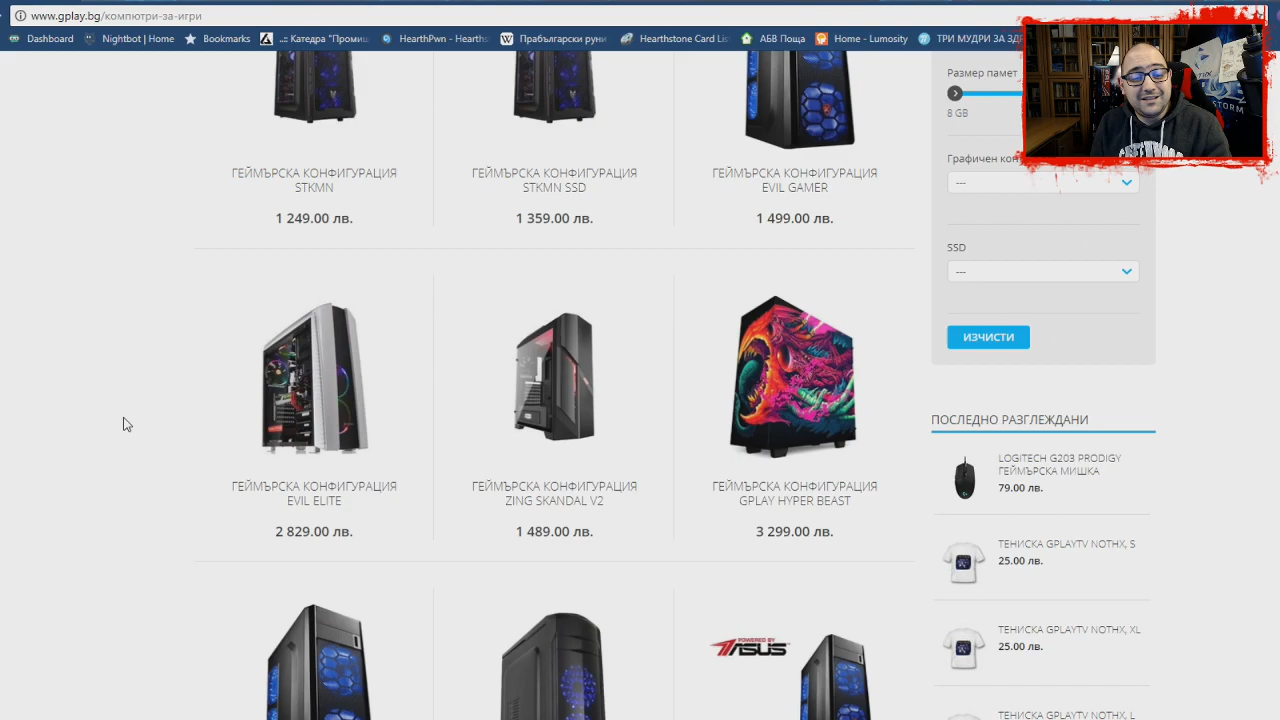 www.gplay.bg/компютри-за-игри
Dashboard
Nightbot | Home
Bookmarks
.:: Катедра "Промиш
HearthPwn - Hearths
Прабългарски руни
Hearthstone Card List
АБВ Поща
Home - Lumosity
ТРИ МУДРИ ЗА
Размер памет
8 GB
Графичен
---
SSD
---
ИЗЧИСТИ
ГЕЙМЪРСКА КОНФИГУРАЦИЯ
STKMN
1 249.00 лв.
ГЕЙМЪРСКА КОНФИГУРАЦИЯ
STKMN SSD
1 359.00 лв.
ГЕЙМЪРСКА КОНФИГУРАЦИЯ
EVIL GAMER
1 499.00 лв.
ГЕЙМЪРСКА КОНФИГУРАЦИЯ
EVIL ELITE
2 829.00 лв.
ГЕЙМЪРСКА КОНФИГУРАЦИЯ
ZING SKANDAL V2
1 489.00 лв.
ГЕЙМЪРСКА КОНФИГУРАЦИЯ
GPLAY HYPER BEAST
3 299.00 лв.
POWERED BY
ASUS
ПОСЛЕДНО РАЗГЛЕЖДАНИ
LOGITECH G203 PRODIGY
ГЕЙМЪРСКА МИШКА
79.00 лв.
ТЕНИСКА GPLAYTV NOTHX, S
25.00 лв.
ТЕНИСКА GPLAYTV NOTHX, XL
25.00 лв.
ТЕНИСКА GPLAYTV NOTHX, L
STORM